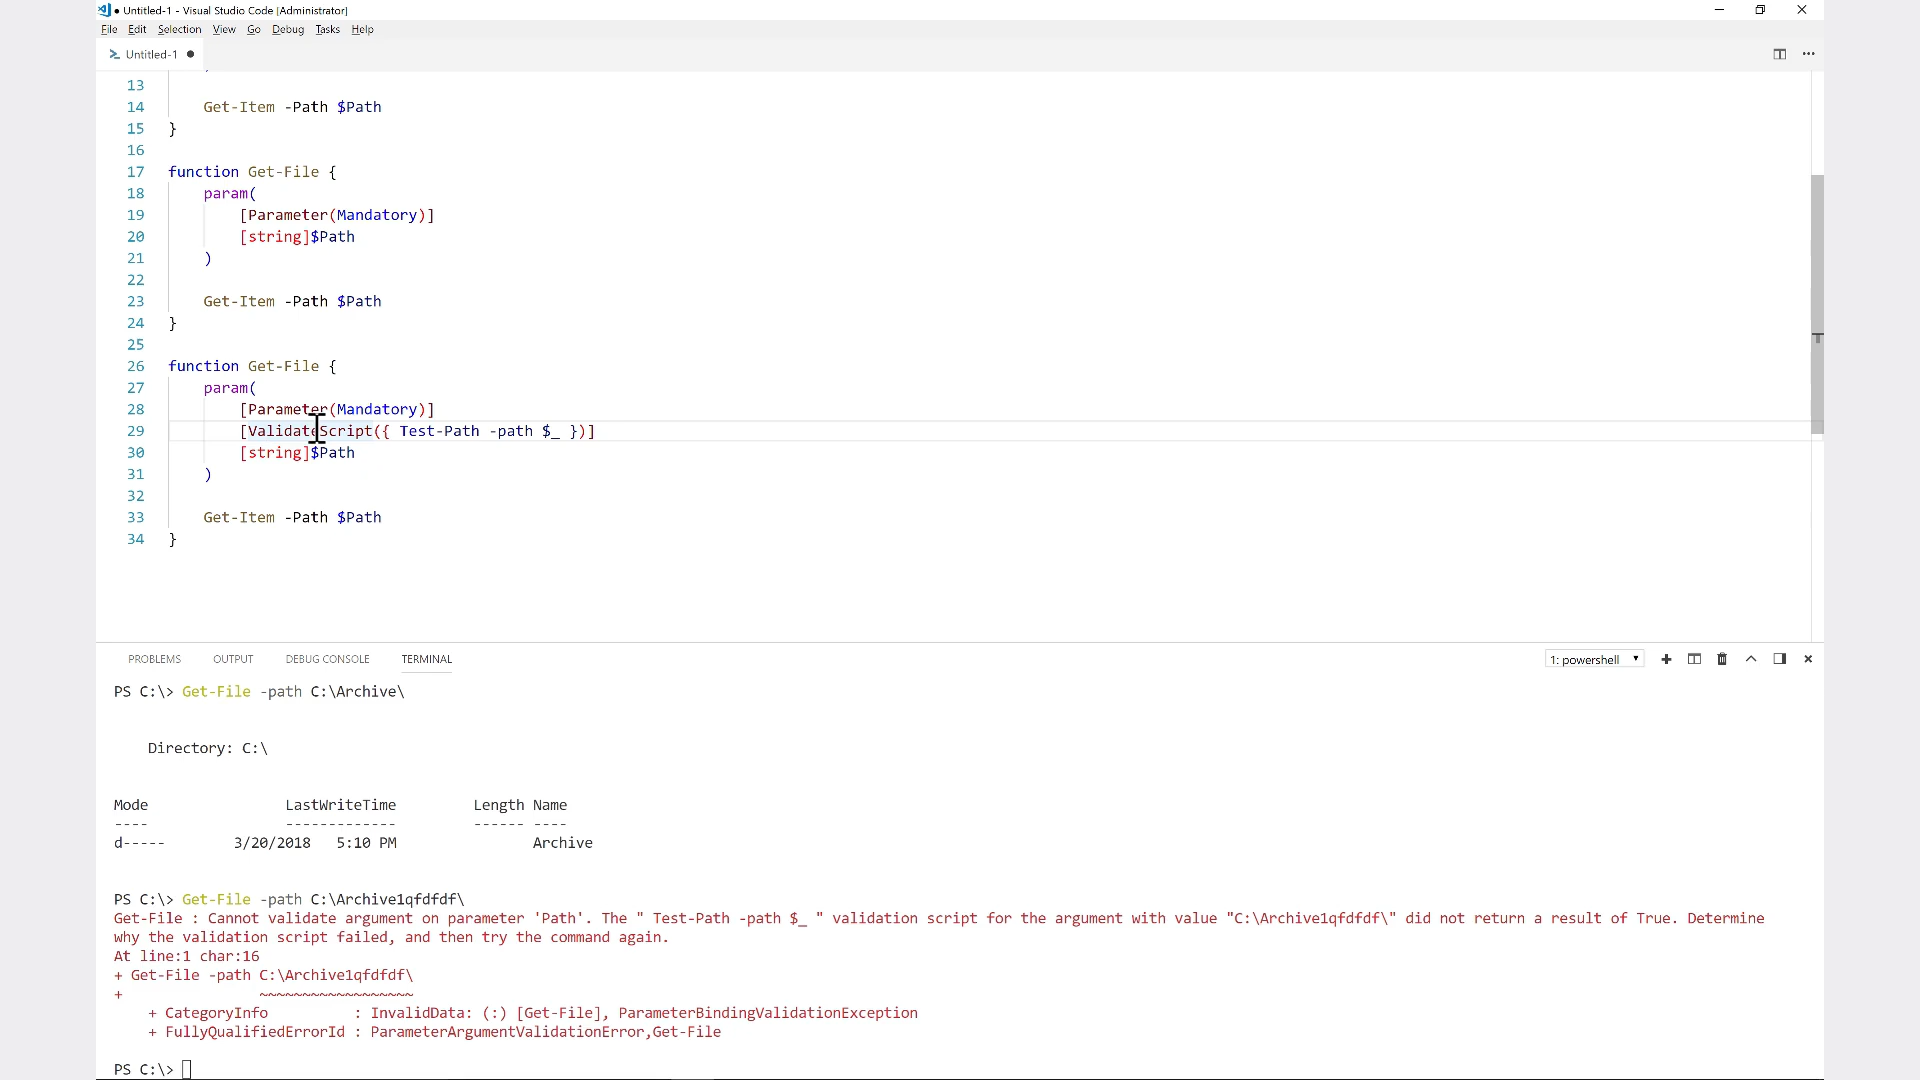 ● Untitled-1 - Visual Studio Code [Administrator]
File Edit Selection View Go Debug Tasks Help
Untitled-1 ●
13
14 Get-Item -Path $Path
15 }
16
17 function Get-File {
18 param(
19 [Parameter(Mandatory)]
20 [string]$Path
21 )
22
23 Get-Item -Path $Path
24 }
25
26 function Get-File {
27 param(
28 [Parameter(Mandatory)]
29 [ValidateScript({ Test-Path -path $_ })]
30 [string]$Path
31 )
32
33 Get-Item -Path $Path
34 }
PROBLEMS OUTPUT DEBUG CONSOLE TERMINAL 1: powershell
PS C:\> Get-File -path C:\Archive\
Directory: C:\
Mode LastWriteTime Length Name
---- ------------- ------ ----
d----- 3/20/2018 5:10 PM Archive
PS C:\> Get-File -path C:\Archive1qfdfdf\
Get-File : Cannot validate argument on parameter 'Path'. The " Test-Path -path $_ " validation script for the argument with value "C:\Archive1qfdfdf\" did not return a result of True. Determine
why the validation script failed, and then try the command again.
At line:1 char:16
+ Get-File -path C:\Archive1qfdfdf\
+ ~~~~~~~~~~~~~~~~~~
+ CategoryInfo : InvalidData: (:) [Get-File], ParameterBindingValidationException
+ FullyQualifiedErrorId : ParameterArgumentValidationError,Get-File
PS C:\>